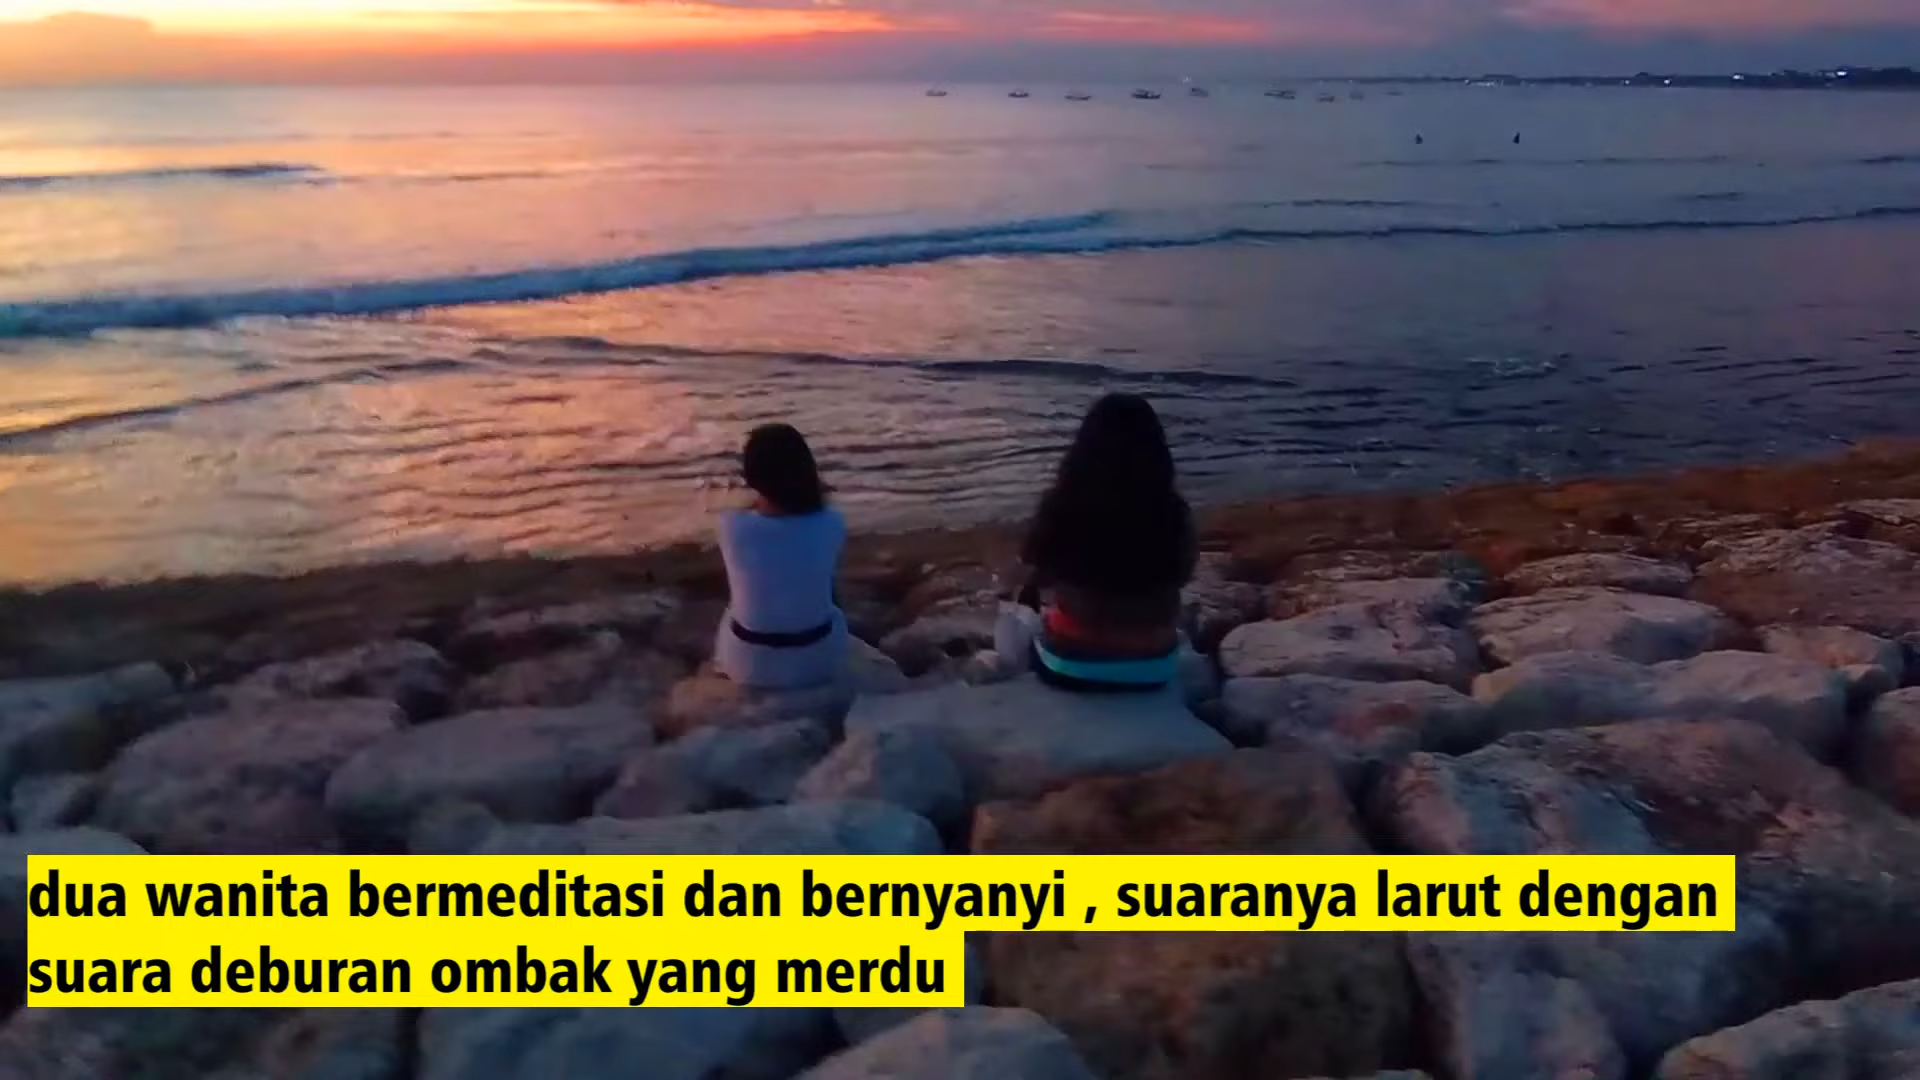 dua wanita bermeditasi dan bernyanyi , suaranya larut dengan
suara deburan ombak yang merdu